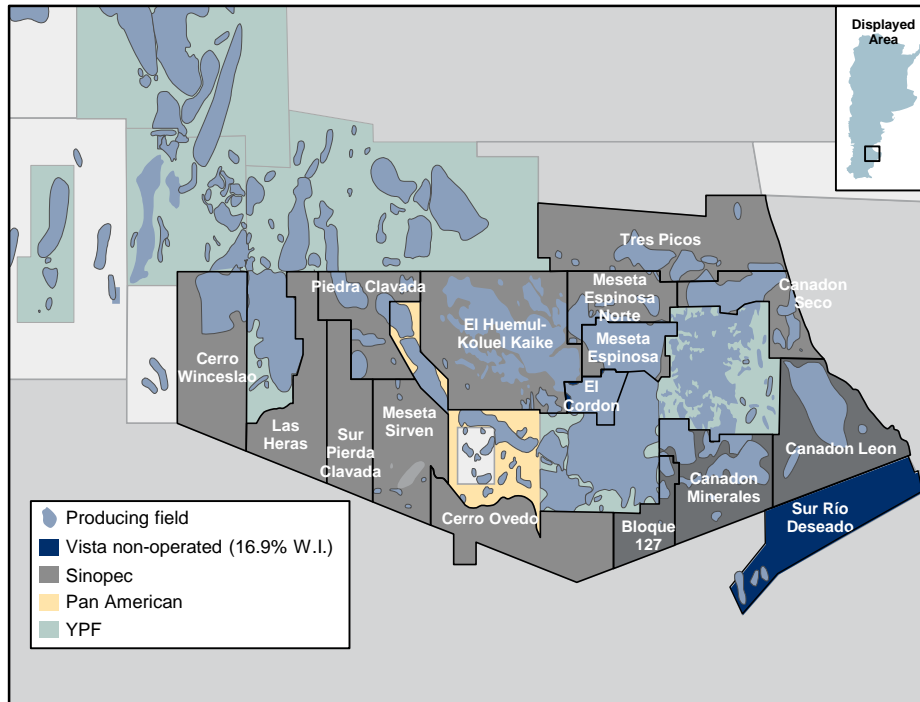 Displayed
Area
Tres Picos
Piedra Clavada
Meseta
Espinosa
Norte
Canadon
Seco
El Huemul-
Koluel Kaike
Meseta
Espinosa
Cerro
Winceslao
El
Cordon
Meseta
Sirven
Las
Heras
Sur
Pierda
Clavada
Canadon Leon
Canadon
Minerales
Sur Río
Deseado
Cerro Ovedo
Bloque
127
Producing field
Vista non-operated (16.9% W.I.)
Sinopec
Pan American
YPF